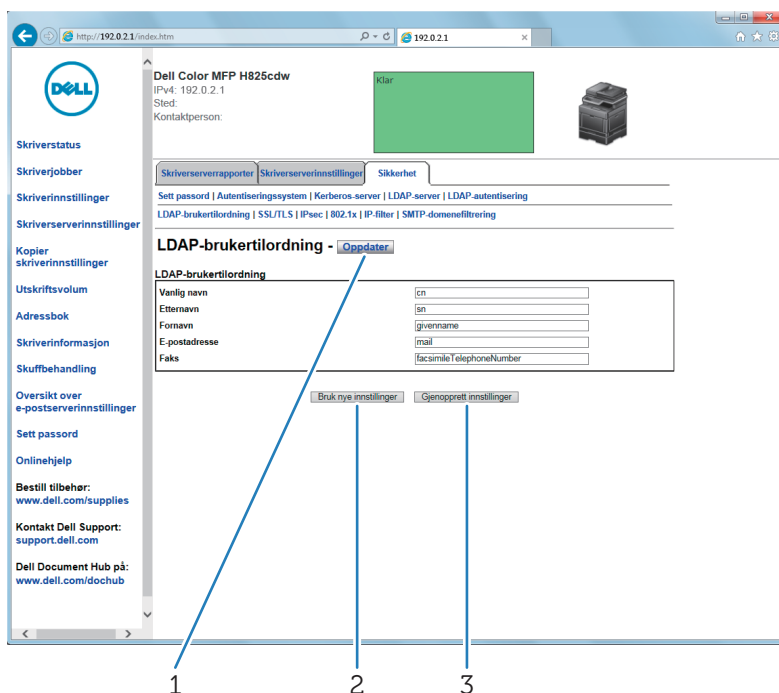 http://192.0.2.1/index.htm
192.0.2.1
DELL
Dell Color MFP H825cdw
IPv4: 192.0.2.1
Sted:
Kontaktperson:
Klar
Skriverstatus
Skriverjobber
Skriverinnstillinger
Skriverserverinnstillinger
Kopier
skriverinnstillinger
Utskriftsvolum
Adressbok
Skriverinformasjon
Skuffbehandling
Oversikt over
e-postserverinnstillinger
Sett passord
Onlinehjelp
Bestill tilbehør:
www.dell.com/supplies
Kontakt Dell Support:
support.dell.com
Dell Document Hub på:
www.dell.com/dochub
Skriverserverrapporter Skriverserverinnstillinger Sikkerhet
Sett passord | Autentiseringssystem | Kerberos-server | LDAP-server | LDAP-autentisering
LDAP-brukertilordning | SSL/TLS | IPsec | 802.1x | IP-filter | SMTP-domenefiltrering
LDAP-brukertilordning - Oppdater
LDAP-brukertilordning
Vanlig navn cn
Etternavn sn
Fornavn givenname
E-postadresse mail
Faks facsimileTelephoneNumber
Bruk nye innstillinger Gjenopprett innstillinger
1 2 3